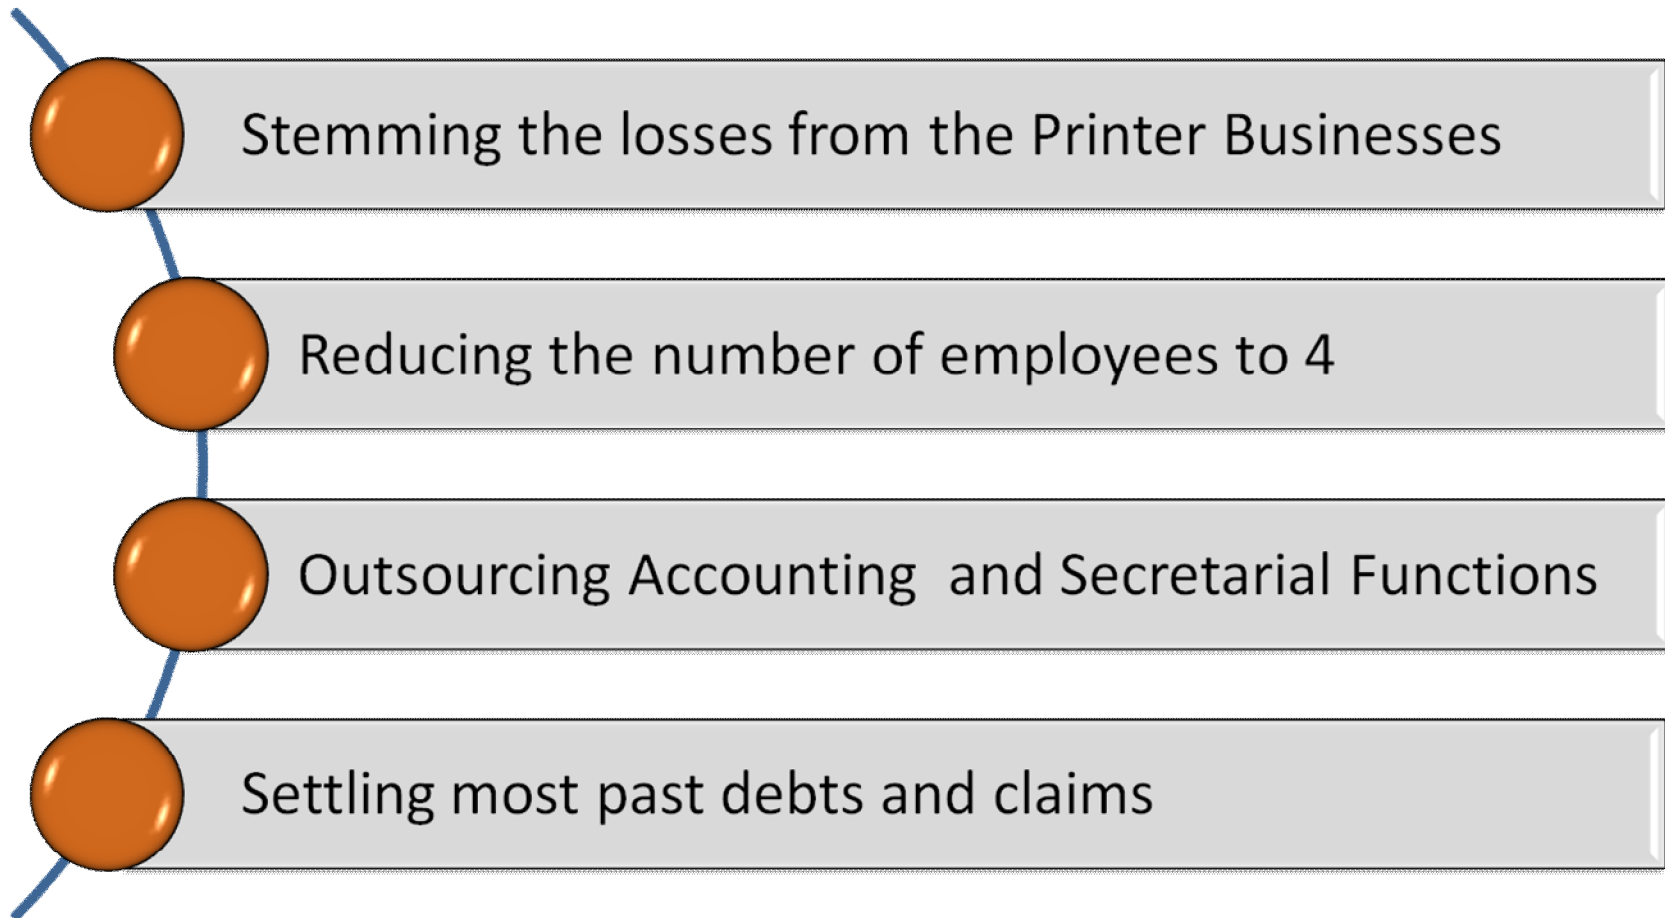 Stemming the losses from the Printer Businesses
Reducing the number of employees to 4
Outsourcing Accounting  and Secretarial Functions
Settling most past debts and claims